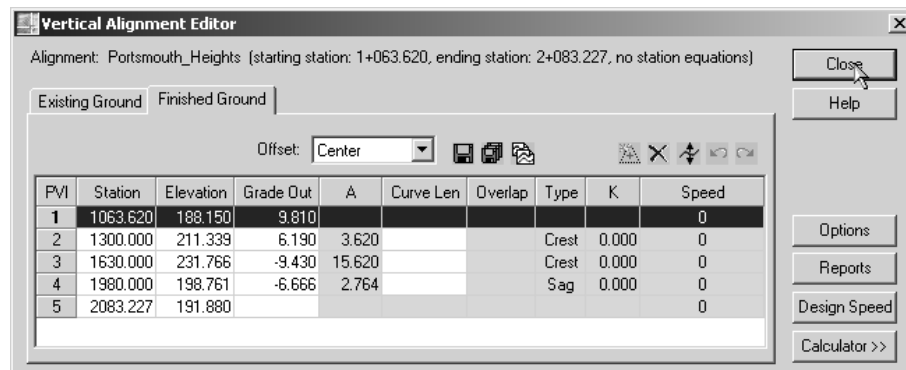 Vertical Alignment Editor
Alignment: Portsmouth_Heights (starting station: 1+063.620, ending station: 2+083.227, no station equations)
Close
Existing Ground Finished Ground
Help
Offset: Center
PVI Station Elevation Grade Out A Curve Len Overlap Type K Speed
1 1063.620 188.150 9.810 0
2 1300.000 211.339 6.190 3.620 Crest 0.000 0
3 1630.000 231.766 -9.430 15.620 Crest 0.000 0
4 1980.000 198.761 -6.666 2.764 Sag 0.000 0
5 2083.227 191.880 0
Options
Reports
Design Speed
Calculator >>